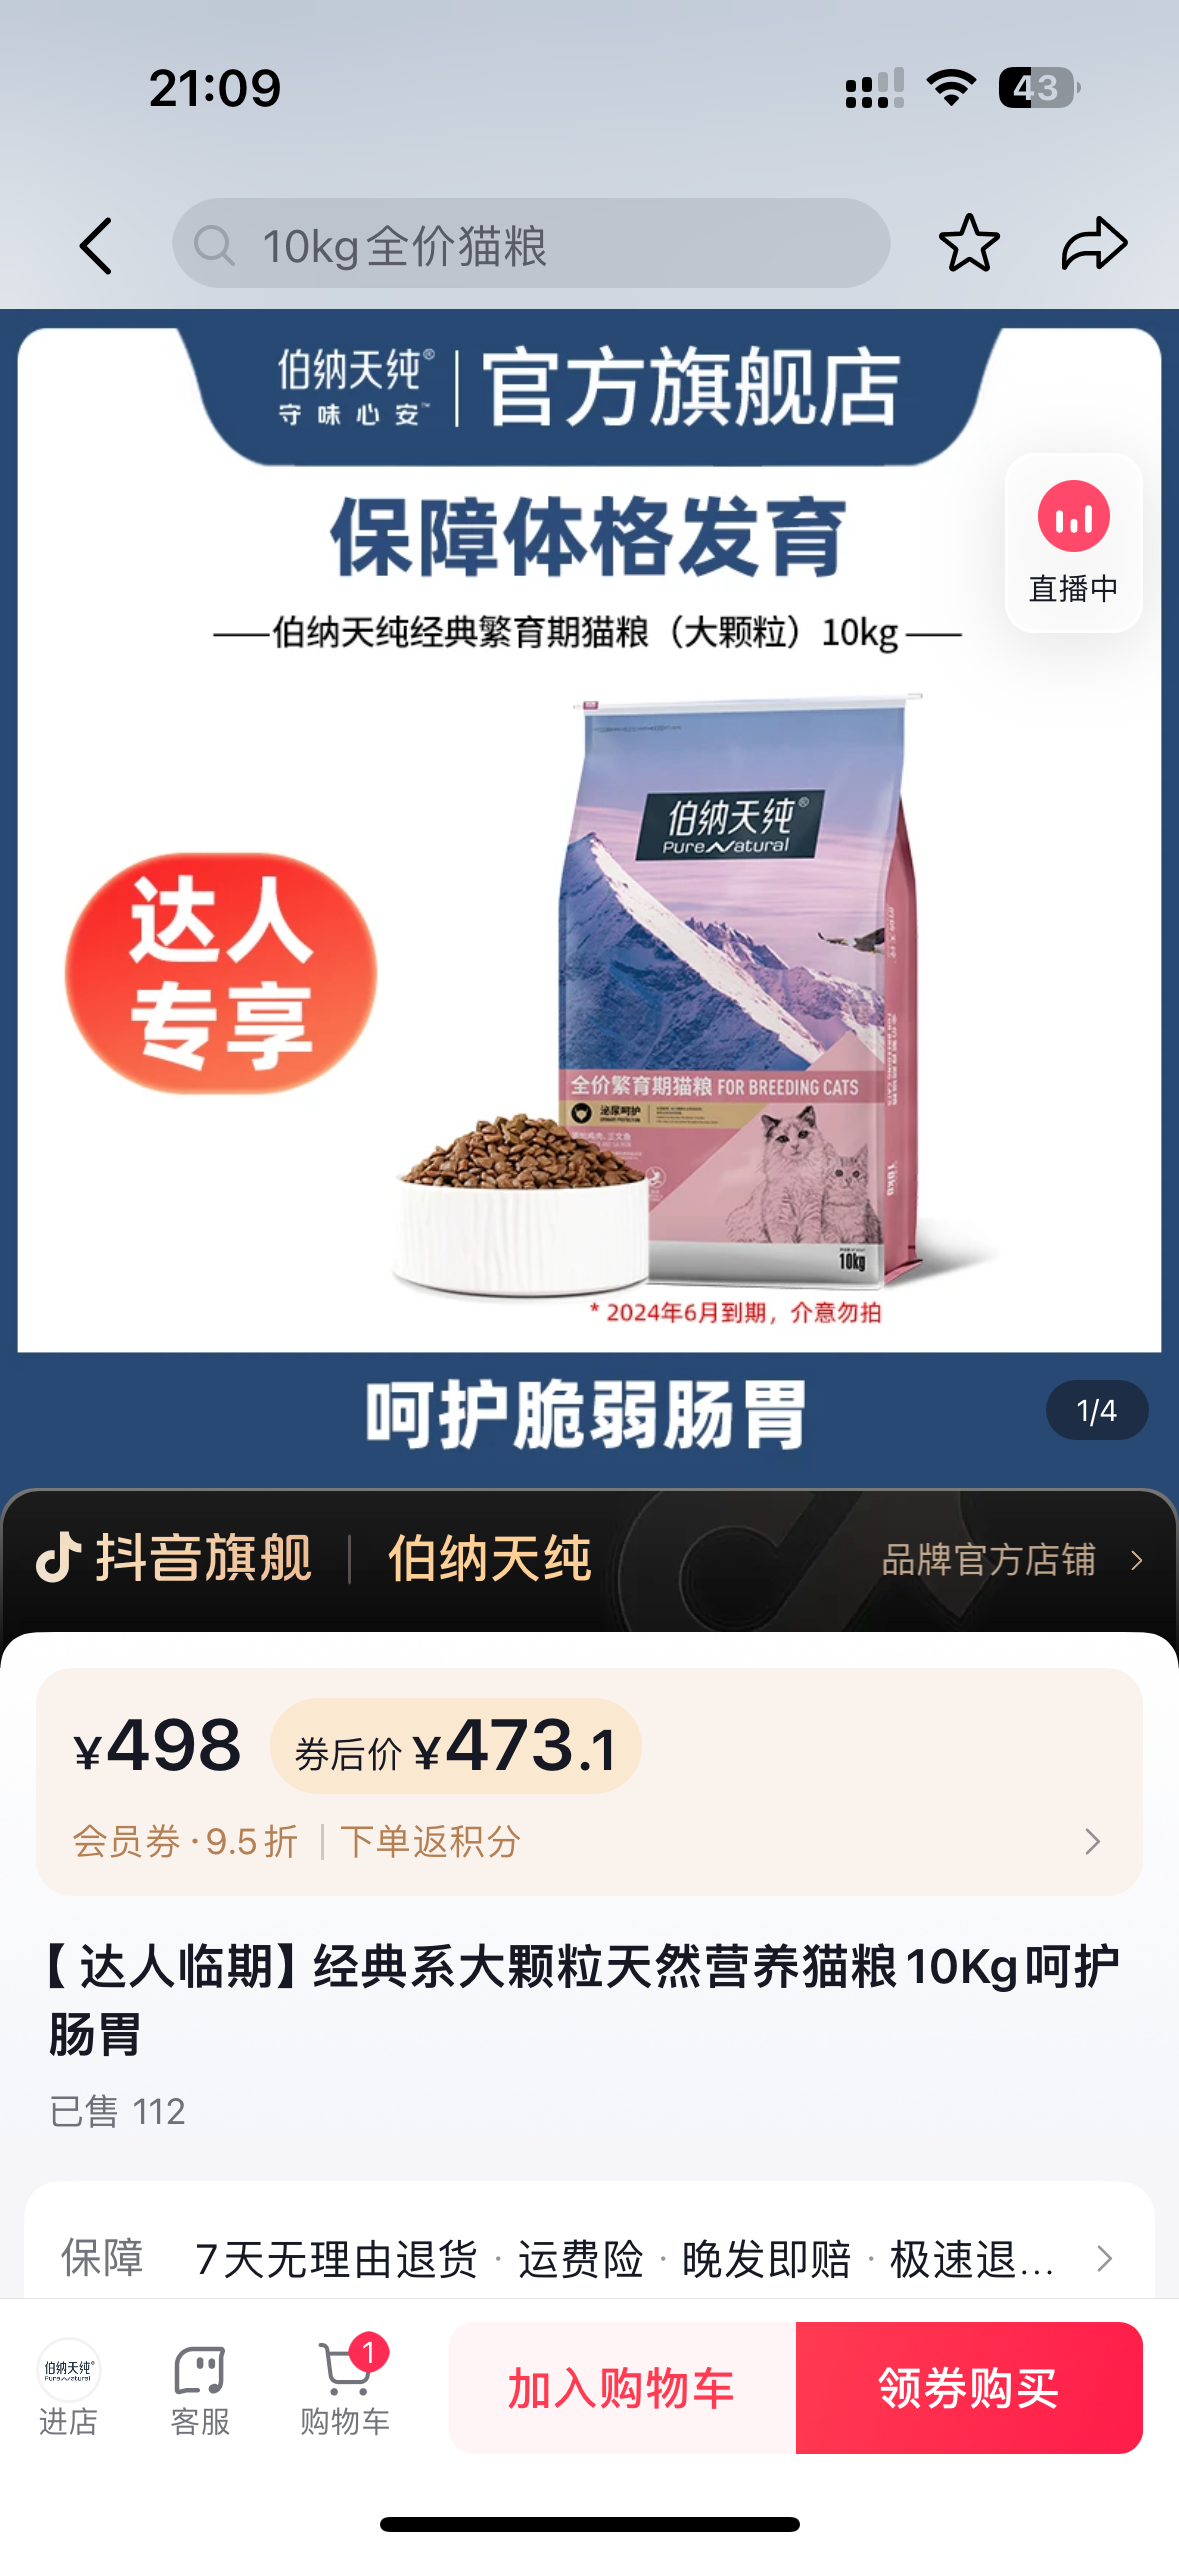 21:09
43
10kg全价猫粮
伯纳天纯®
守味心安™
官方旗舰店
保障体格发育
直播中
伯纳天纯经典繁育期猫粮（大颗粒）10kg
伯纳天纯®
PureNatural
达人
专享
全价繁育期猫粮 FOR BREEDING CATS
泌尿呵护
10kg
10kg
* 2024年6月到期，介意勿拍
呵护脆弱肠胃
1/4
抖音旗舰
伯纳天纯
品牌官方店铺
¥498
券后价 ¥473.1
会员券·9.5折
下单返积分
【达人临期】经典系大颗粒天然营养猫粮10Kg呵护
肠胃
已售 112
保障
7天无理由退货 · 运费险 · 晚发即赔 · 极速退...
伯纳天纯®
PureNatural
进店
客服
1
购物车
加入购物车
领券购买